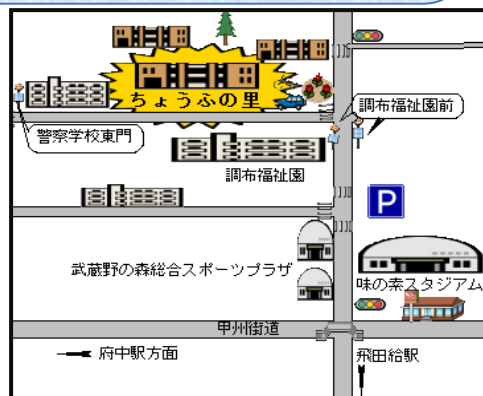 ちょうふの里
調布福祉園前
警察学校東門
調布福祉園
P
武蔵野の森総合スポーツプラザ
味の素スタジアム
甲州街道
府中駅方面
飛田給駅